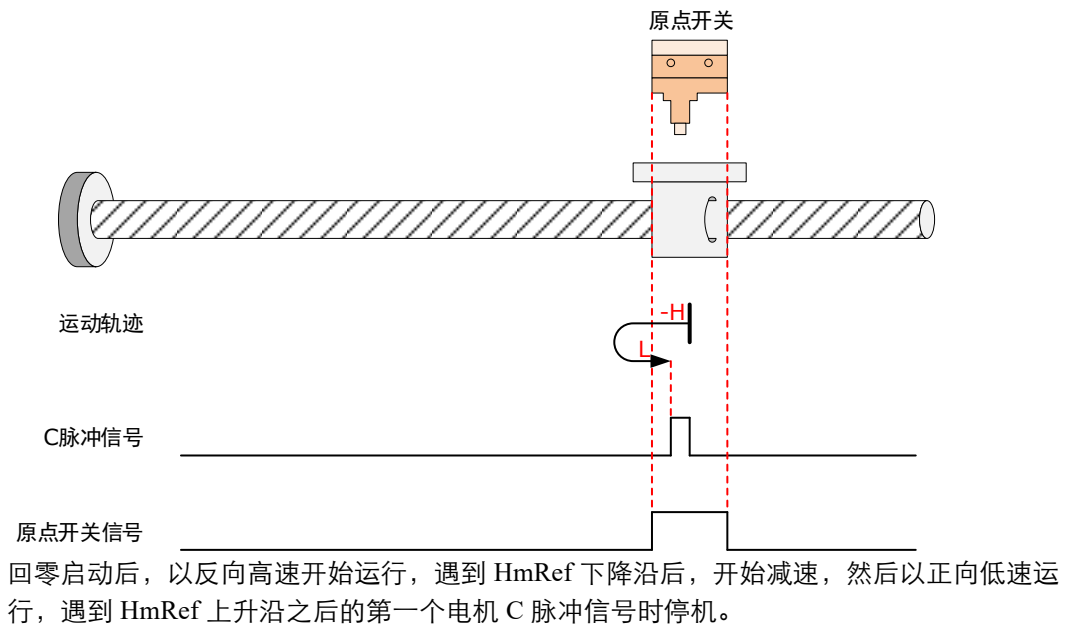 原点开关
运动轨迹
-H
L
C脉冲信号
原点开关信号
回零启动后，以反向高速开始运行，遇到 HmRef 下降沿后，开始减速，然后以正向低速运
行，遇到 HmRef 上升沿之后的第一个电机 C 脉冲信号时停机。